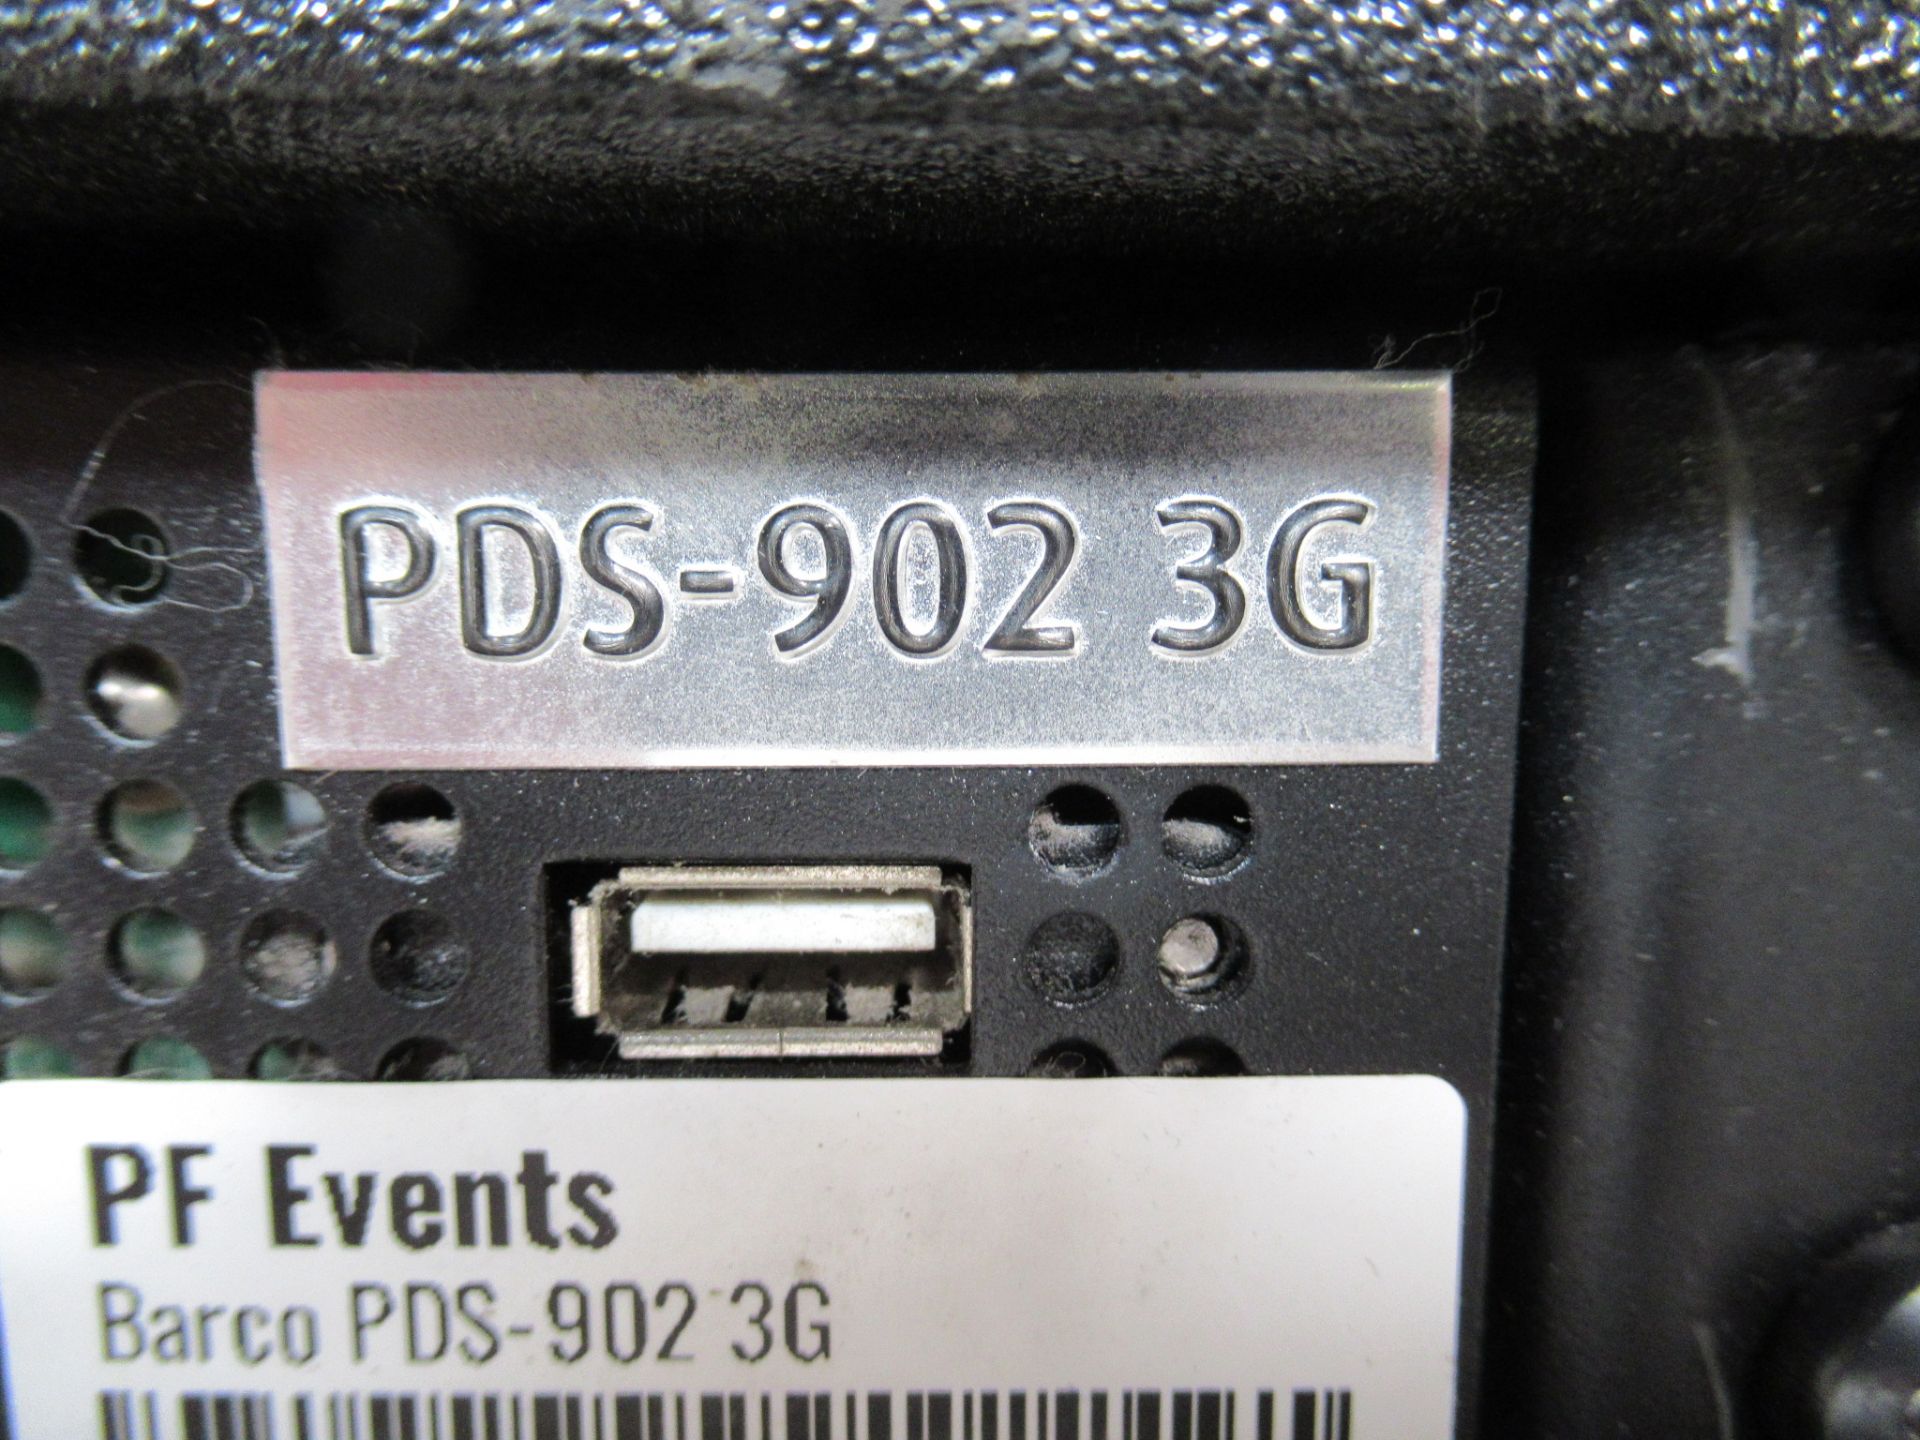 PDS-902 3G
PF Events
Barco PDS-902 3G